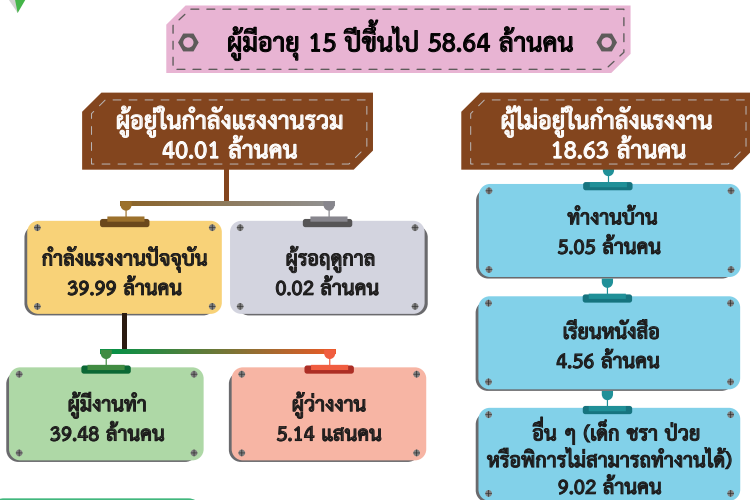 ผู้มีอายุ 15 ปีขึ้นไป 58.64 ล้านคน
ผู้อยู่ในกำลังแรงงานรวม
40.01 ล้านคน
กำลังแรงงานปัจจุบัน
39.99 ล้านคน
ผู้รอฤดูกาล
0.02 ล้านคน
ผู้มีงานทำ
39.48 ล้านคน
ผู้ว่างงาน
5.14 แสนคน
ผู้ไม่อยู่ในกำลังแรงงาน
18.63 ล้านคน
ทำงานบ้าน
5.05 ล้านคน
เรียนหนังสือ
4.56 ล้านคน
อื่น ๆ (เด็ก ชรา ป่วย
หรือพิการไม่สามารถทำงานได้)
9.02 ล้านคน